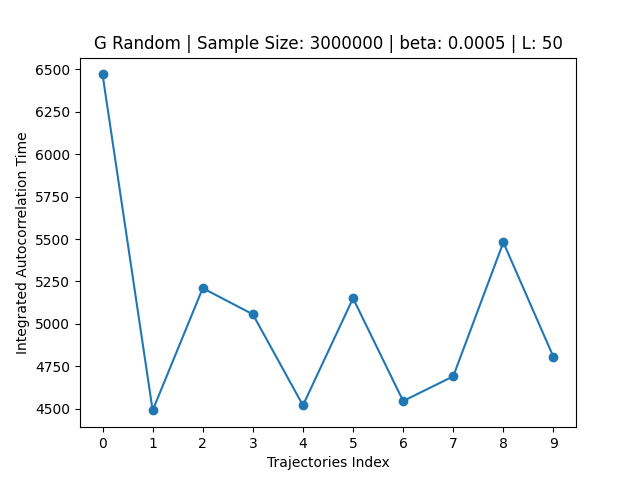 G Random | Sample Size: 3000000 | beta: 0.0005 | L: 50
6500
6250
6000
5750
5500
5250
5000
4750
4500
Integrated Autocorrelation Time
0 1 2 3 4 5 6 7 8 9
Trajectories Index